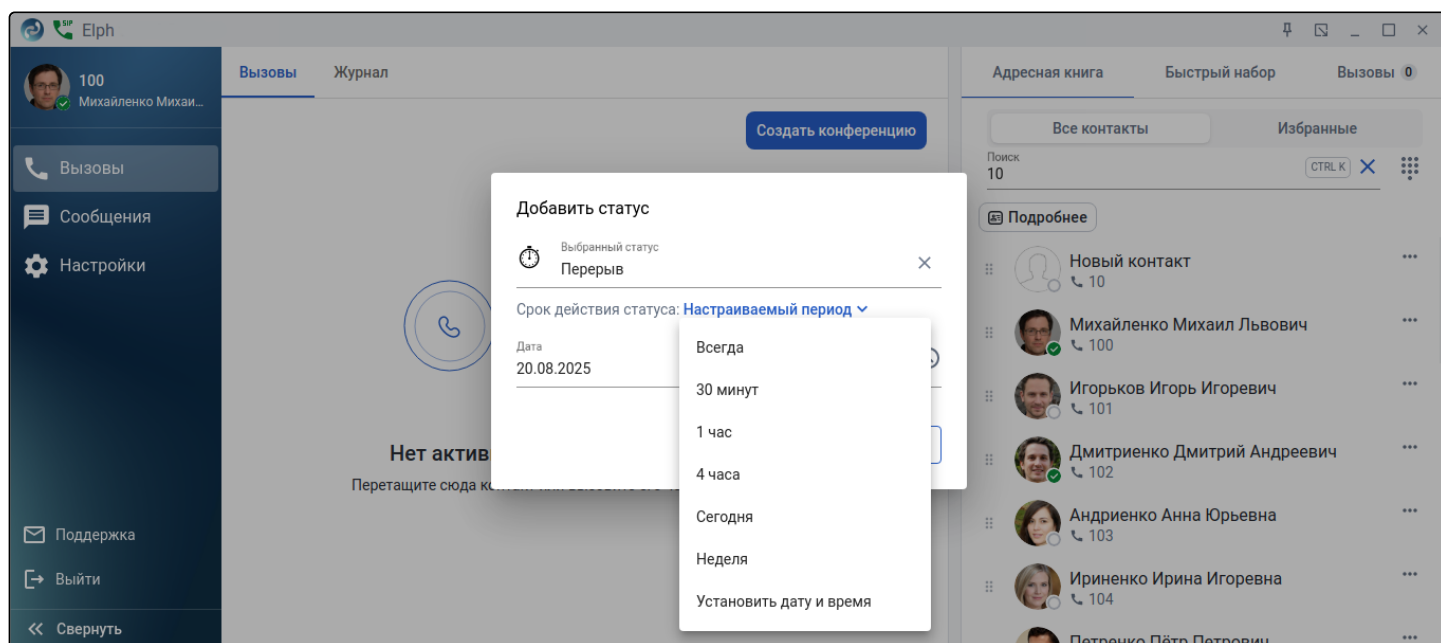 SIP
Elph
100
Михайленко Михаи...
Вызовы
Сообщения
Настройки
Поддержка
Выйти
Свернуть
Вызовы
Журнал
Создать конференцию
Нет актив
Перетащите сюда
Добавить статус
Выбранный статус
Перерыв
Срок действия статуса: Настраиваемый период
Дата
20.08.2025
Всегда
30 минут
1 час
4 часа
Сегодня
Неделя
Установить дату и время
Адресная книга
Быстрый набор
Вызовы 0
Все контакты
Избранные
Поиск
10
CTRL K
Подробнее
Новый контакт
10
Михайленко Михаил Львович
100
Игорьков Игорь Игоревич
101
Дмитриенко Дмитрий Андреевич
102
Андриенко Анна Юрьевна
103
Ириненко Ирина Игоревна
104
Петренко Пётр Петрович